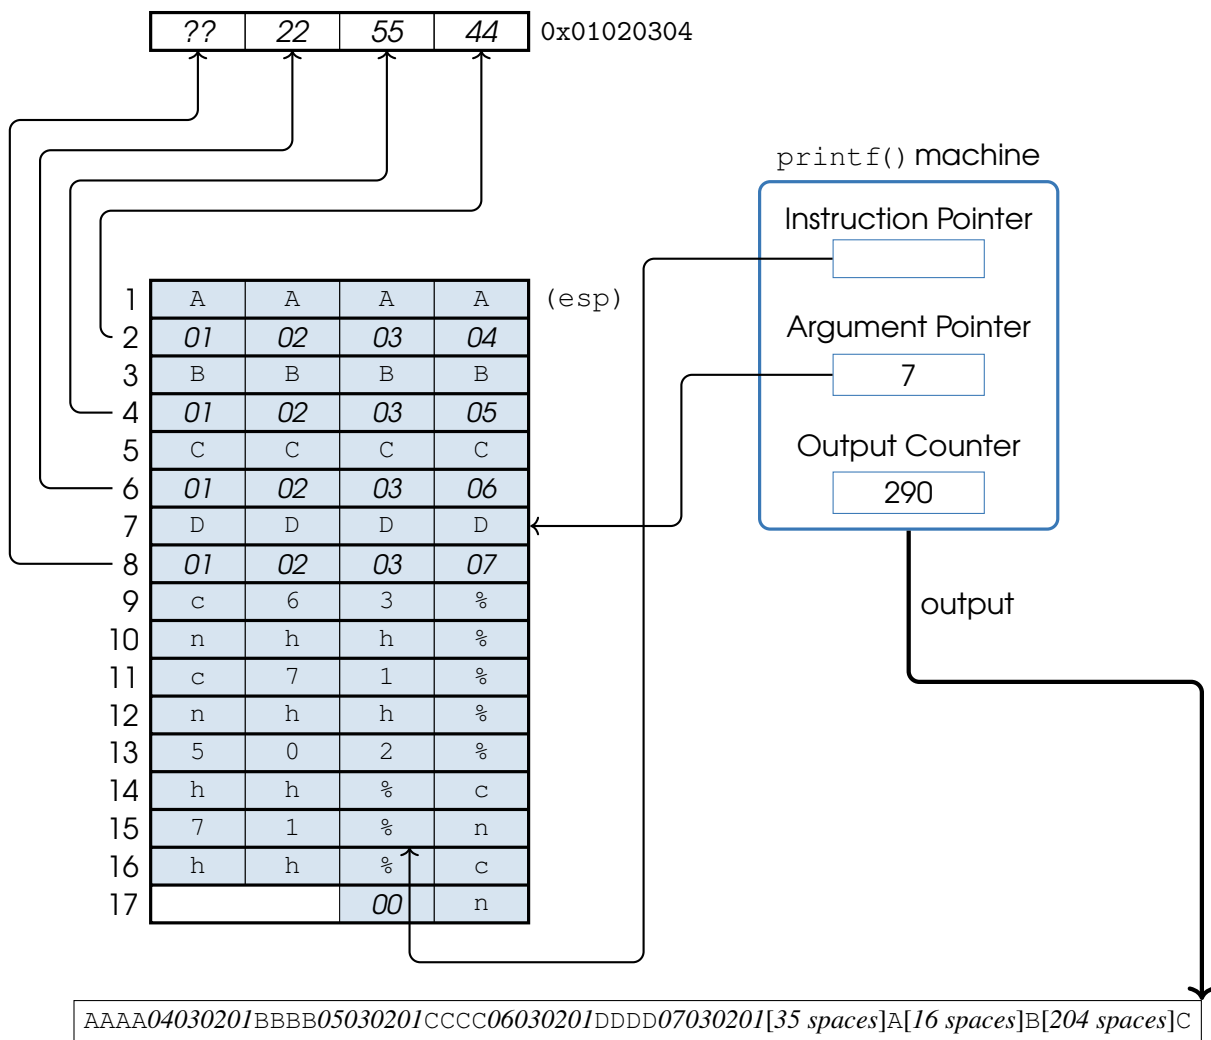 ?? 22 55 44 0x01020304
printf() machine
Instruction Pointer
1 A A A A (esp)
2 01 02 03 04
Argument Pointer
3 B B B B
7
4 01 02 03 05
5 C C C C
Output Counter
6 01 02 03 06
290
7 D D D D
8 01 02 03 07
9 c 6 3 %
output
10 n h h %
11 c 7 1 %
12 n h h %
13 5 0 2 %
14 h h % c
15 7 1 % n
16 h h % c
17 00 n
AAAA04030201BBBB05030201CCCC06030201DDDD07030201[35 spaces]A[16 spaces]B[204 spaces]C